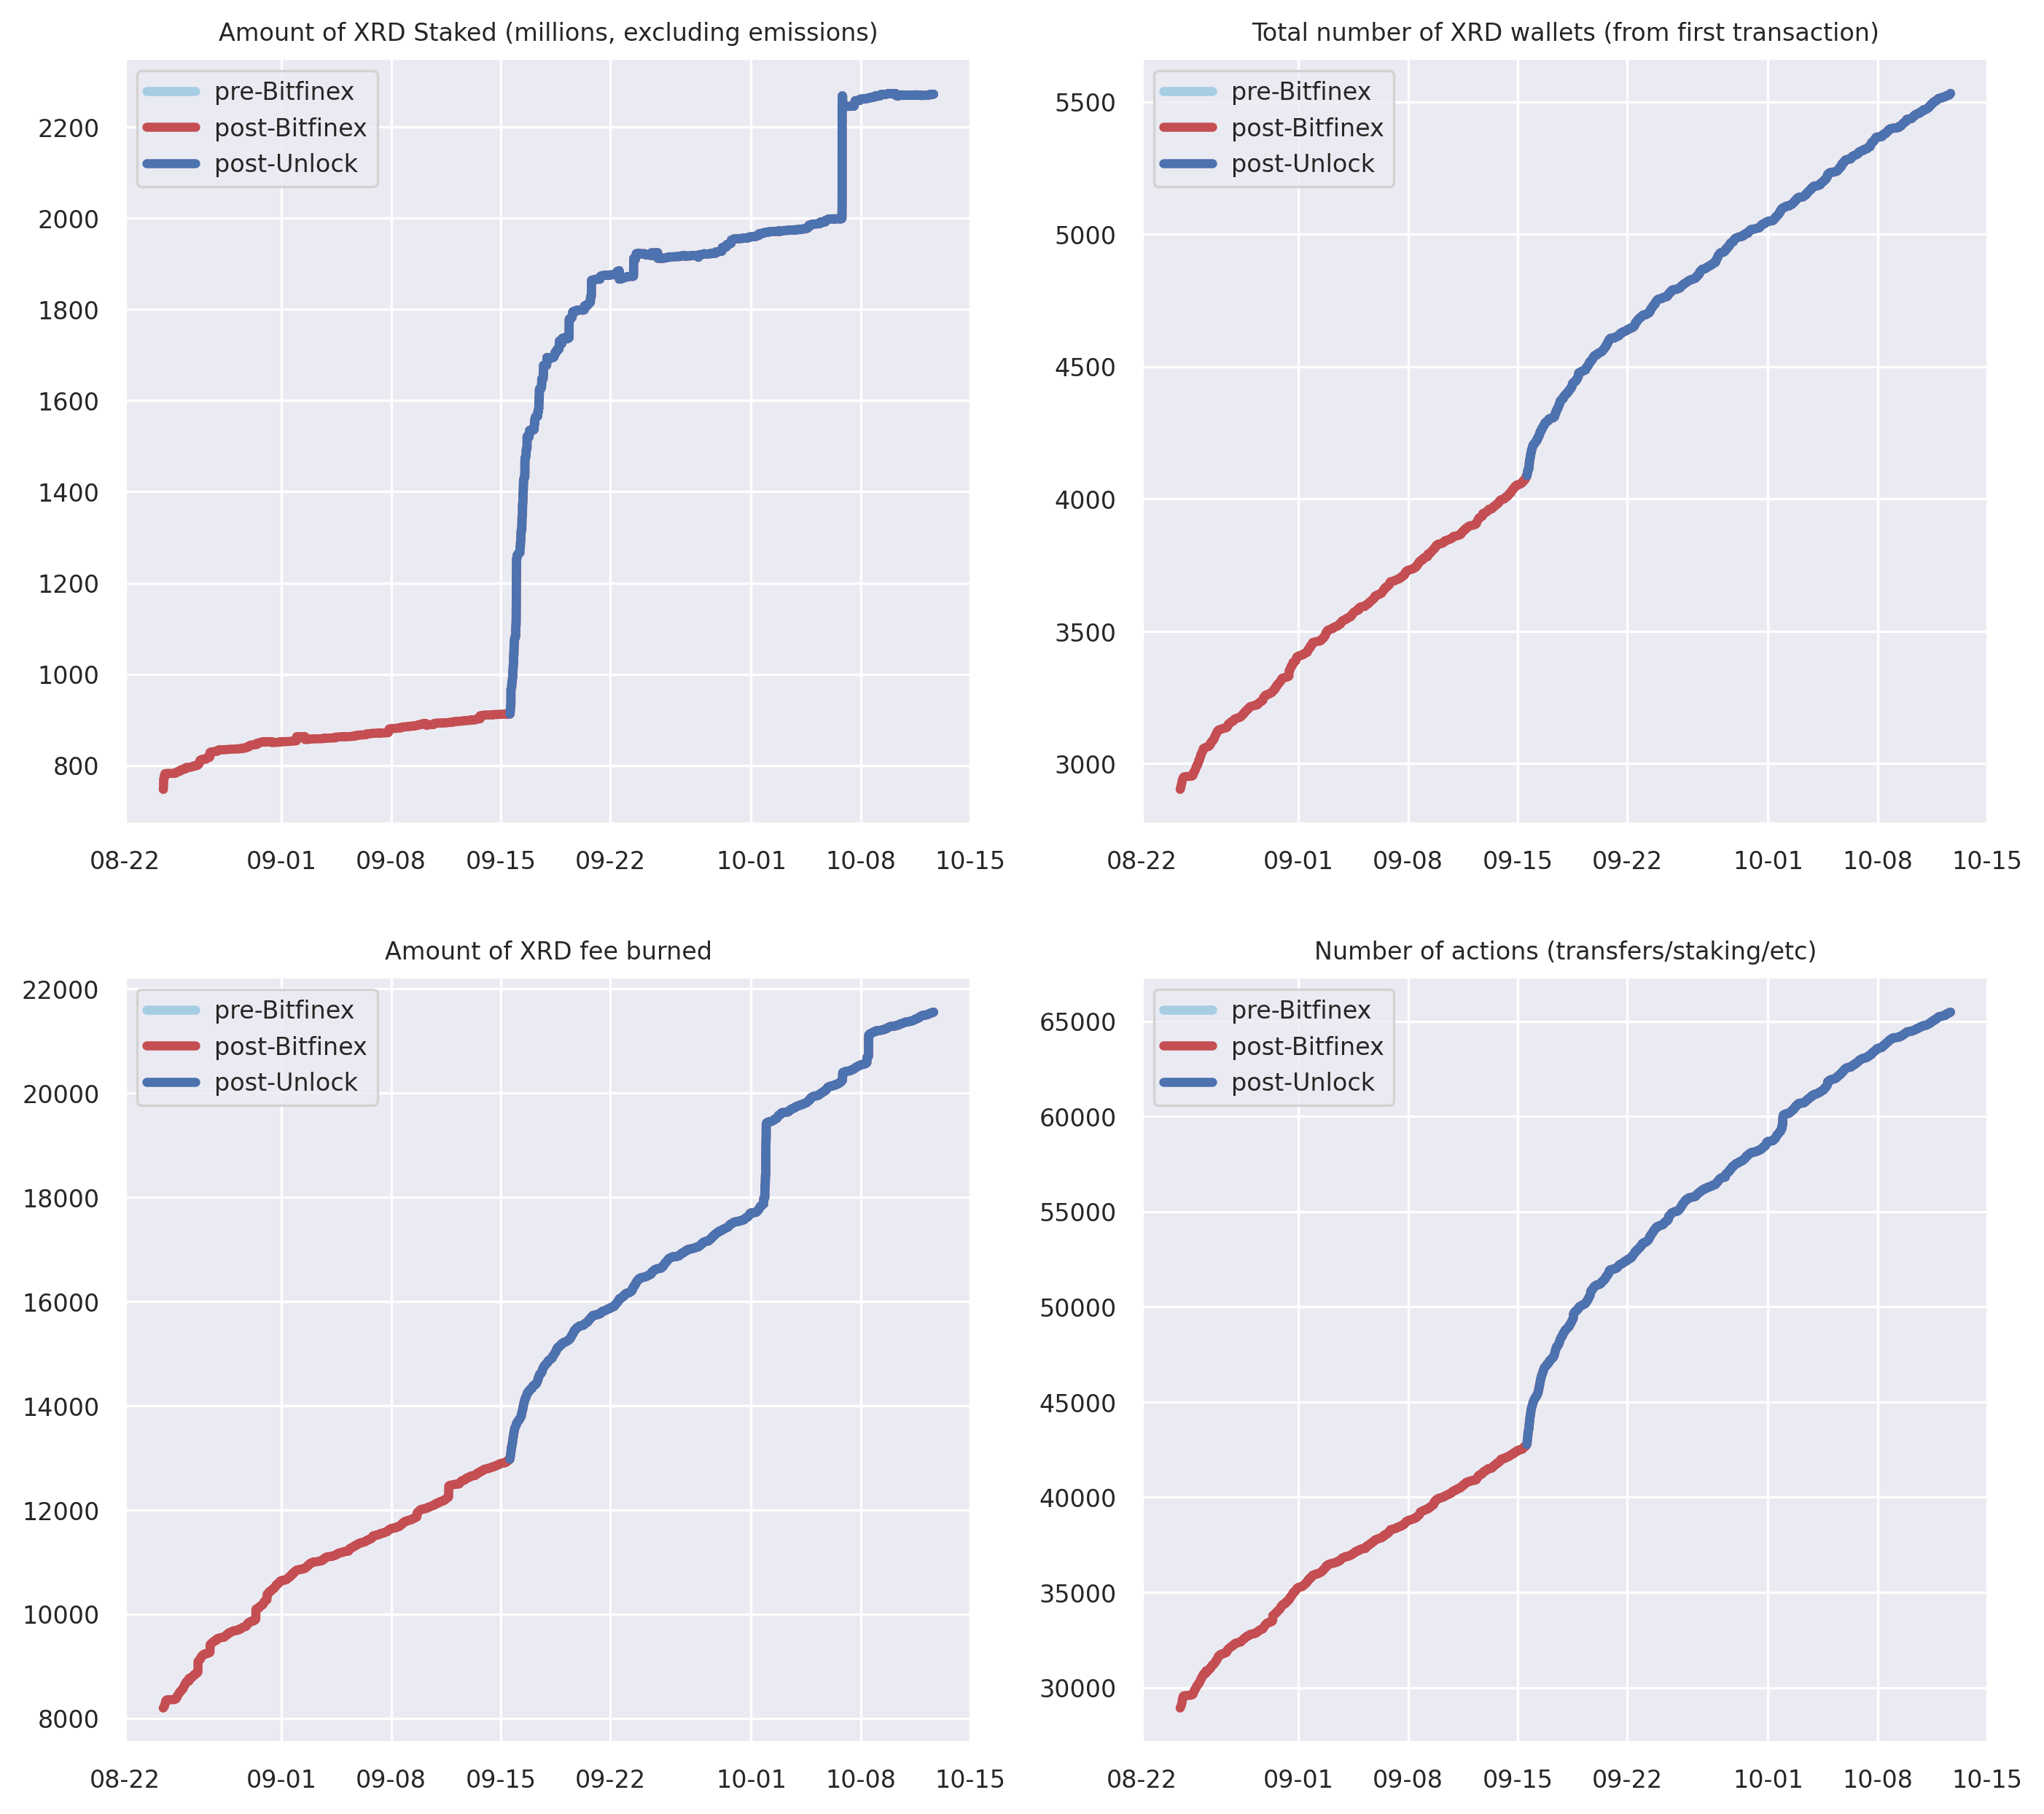 Amount of XRD Staked (millions, excluding emissions)
pre-Bitfinex
post-Bitfinex
post-Unlock
2200
2000
1800
1600
1400
1200
1000
800
08-22 09-01 09-08 09-15 09-22 10-01 10-08 10-15
Total number of XRD wallets (from first transaction)
pre-Bitfinex
post-Bitfinex
post-Unlock
5500
5000
4500
4000
3500
3000
08-22 09-01 09-08 09-15 09-22 10-01 10-08 10-15
Amount of XRD fee burned
pre-Bitfinex
post-Bitfinex
post-Unlock
22000
20000
18000
16000
14000
12000
10000
8000
08-22 09-01 09-08 09-15 09-22 10-01 10-08 10-15
Number of actions (transfers/staking/etc)
pre-Bitfinex
post-Bitfinex
post-Unlock
65000
60000
55000
50000
45000
40000
35000
30000
08-22 09-01 09-08 09-15 09-22 10-01 10-08 10-15